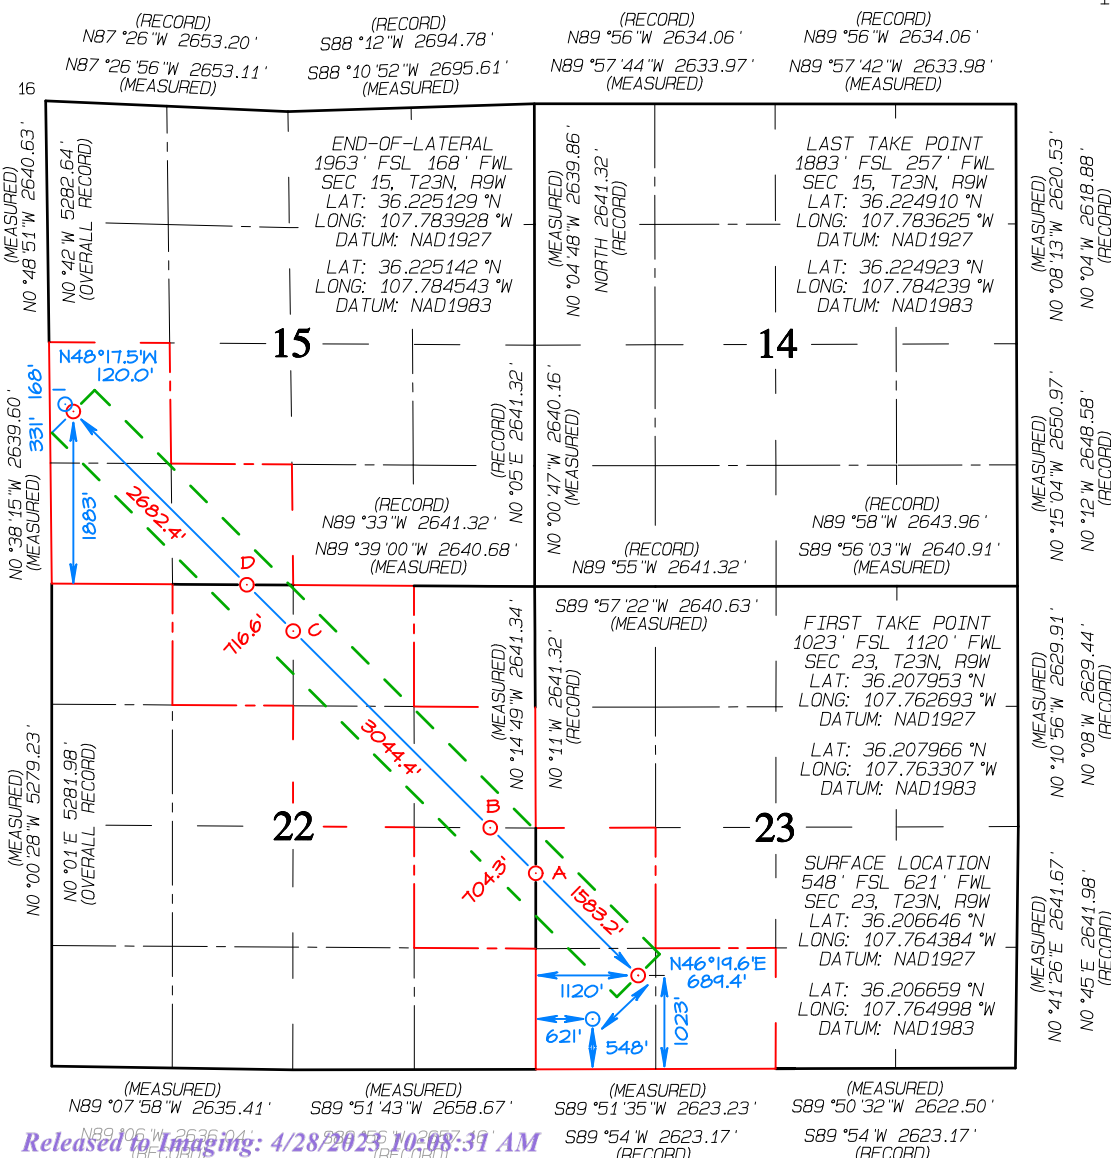 (RECORD)
N87°26"W 2653.20'
N87°26'56"W 2653.11'
(MEASURED)
(RECORD)
S88°12"W 2694.78'
S88°10'52"W 2695.61'
(MEASURED)
(RECORD)
N89°56"W 2634.06'
N89°57'44"W 2633.97'
(MEASURED)
(RECORD)
N89°56"W 2634.06'
N89°57'42"W 2633.98'
(MEASURED)
16
(MEASURED)
N0°48'51"W 2640.63'
N0°42'W 5282.64'
(OVERALL RECORD)
END-OF-LATERAL
1963' FSL 168' FWL
SEC 15, T23N, R9W
LAT: 36.225129°N
LONG: 107.783928°W
DATUM: NAD1927
LAT: 36.225142°N
LONG: 107.784543°W
DATUM: NAD1983
(MEASURED)
N0°04'48"W 2639.86'
NORTH 2641.32'
(RECORD)
LAST TAKE POINT
1883' FSL 257' FWL
SEC 15, T23N, R9W
LAT: 36.224910°N
LONG: 107.783625°W
DATUM: NAD1927
LAT: 36.224923°N
LONG: 107.784239°W
DATUM: NAD1983
(MEASURED)
N0°08'13"W 2620.53'
N0°04'W 2618.88'
(RECORD)
15
14
N48°17.5'W
120.0'
168'
331'
N0°38'15"W 2639.60'
(MEASURED)
1883'
2682.4'
(RECORD)
N0°05'E 2641.32'
N0°00'47"W 2640.16'
(MEASURED)
(MEASURED)
N0°15'04"W 2650.97'
N0°12'W 2648.58'
(RECORD)
(RECORD)
N89°33"W 2641.32'
N89°39'00"W 2640.68'
(MEASURED)
(RECORD)
N89°55"W 2641.32'
(RECORD)
N89°58"W 2643.96'
S89°56'03"W 2640.91'
(MEASURED)
D
C
716.6'
S89°57'22"W 2640.63'
(MEASURED)
(MEASURED)
N0°14'49"W 2641.34'
N0°11'W 2641.32'
(RECORD)
FIRST TAKE POINT
1023' FSL 1120' FWL
SEC 23, T23N, R9W
LAT: 36.207953°N
LONG: 107.762693°W
DATUM: NAD1927
LAT: 36.207966°N
LONG: 107.763307°W
DATUM: NAD1983
(MEASURED)
N0°10'56"W 2629.91'
N0°08'W 2629.44'
(RECORD)
(MEASURED)
N0°00'28"W 5279.23'
N0°01'E 5281.98'
(OVERALL RECORD)
3044.4'
B
22
23
A
704.3'
1583.2'
SURFACE LOCATION
548' FSL 621' FWL
SEC 23, T23N, R9W
LAT: 36.206646°N
LONG: 107.764384°W
DATUM: NAD1927
LAT: 36.206659°N
LONG: 107.764998°W
DATUM: NAD1983
(MEASURED)
N0°41'26"E 2641.67'
N0°45'E 2641.98'
(RECORD)
N46°19.6'E
689.4'
1120'
1023'
621'
548'
(MEASURED)
N89°07'58"W 2635.41'
N89°06'W 2636.04'
(RECORD)
(MEASURED)
S89°51'43"W 2658.67'
(RECORD)
(MEASURED)
S89°51'35"W 2623.23'
S89°54"W 2623.17'
(RECORD)
(MEASURED)
S89°50'32"W 2622.50'
S89°54'W 2623.17'
(RECORD)
Released to Imaging: 4/28/2023 10:08:31 AM